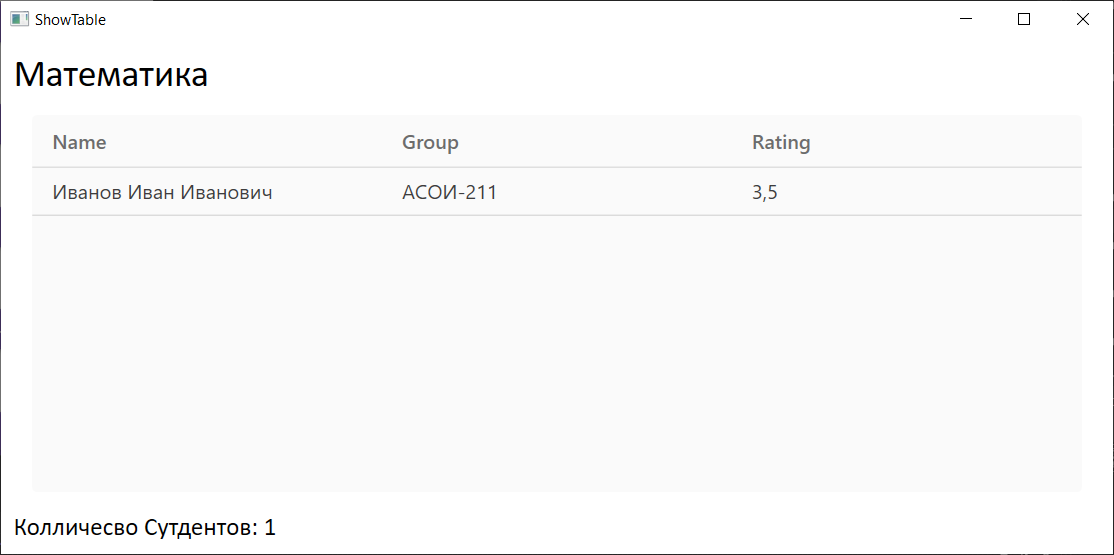 ShowTable
Математика
Name Group Rating
Иванов Иван Иванович АСОИ-211 3,5
Колличесво Сутдентов: 1